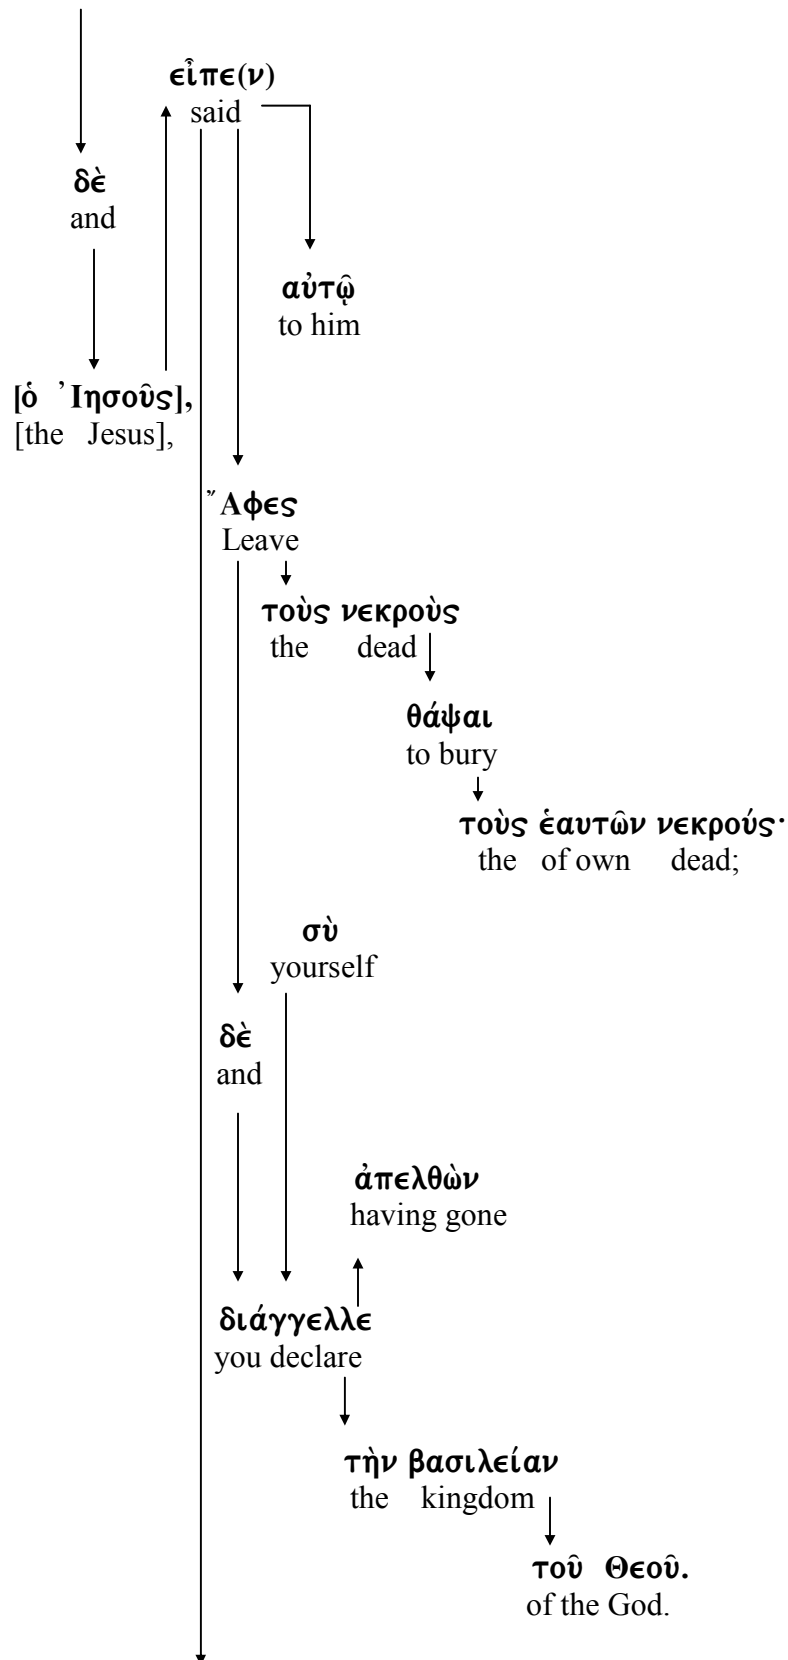 εἶπε(ν)
said
δὲ
and
αὐτῷ
to him
[ὁ Ἰησοῦς],
[the Jesus],
Ἄφες
Leave
τοὺς νεκροὺς
the dead
θάψαι
to bury
τοὺς ἑαυτῶν νεκρούς·
the of own dead;
σὺ
yourself
δὲ
and
ἀπελθὼν
having gone
διάγγελλε
you declare
τὴν βασιλείαν
the kingdom
τοῦ Θεοῦ.
of the God.